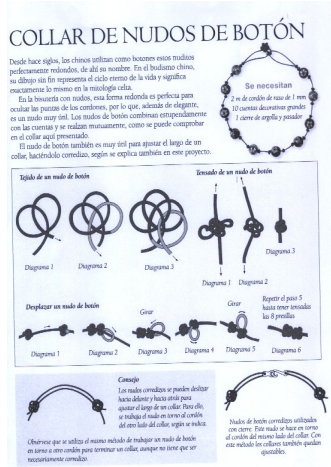 COLLAR DE NUDOS DE BOTÓN
Desde hace siglos, los chinos utilizan como botones estos nuditos
perfectamente redondos, de ahí su nombre. En el budismo chino,
su dibujo sin fin representa el ciclo eterno de la vida y significa
exactamente lo mismo en la mitología celta.
En la bisutería con nudos, esta forma redonda es perfecta para
ocultar las puntas de los cordones, por lo que, además de elegante,
es un nudo muy útil. Los nudos de botón combinan estupendamente
con las cuentas y se realzan mutuamente, como se puede comprobar
en el collar aquí presentado.
El nudo de botón también es muy útil para ajustar el largo de un
collar, haciéndolo corredizo, según se explica también en este proyecto.
Se necesitan
2 m de cordón de raso de 1 mm
10 cuentas decorativas grandes
1 cierre de argolla y pasador
Tejido de un nudo de botón
Diagrama 1
Diagrama 2
Diagrama 3
Tensado de un nudo de botón
Diagrama 1
Diagrama 2
Diagrama 3
Desplazar un nudo de botón
Girar
Girar
Repetir el paso 5
hasta tener tensadas
las 8 presillas
Diagrama 1
Diagrama 2
Diagrama 3
Diagrama 4
Diagrama 5
Diagrama 6
Consejo
Los nudos corredizos se pueden deslizar
hacia delante y hacia atrás para
ajustar el largo de un collar. Para ello,
se trabaja el nudo en torno al cordón
del otro lado del collar, según se indica.
Obsérvese que se utiliza el mismo método de trabajar un nudo de botón
en torno a otro cordón para terminar un collar, aunque no tiene que ser
necesariamente corredizo.
Nudos de botón corredizos utilizados
con cierre. Este nudo se hace en torno
al cordón del mismo lado del collar. Con
este método los collares también quedan
ajustables.